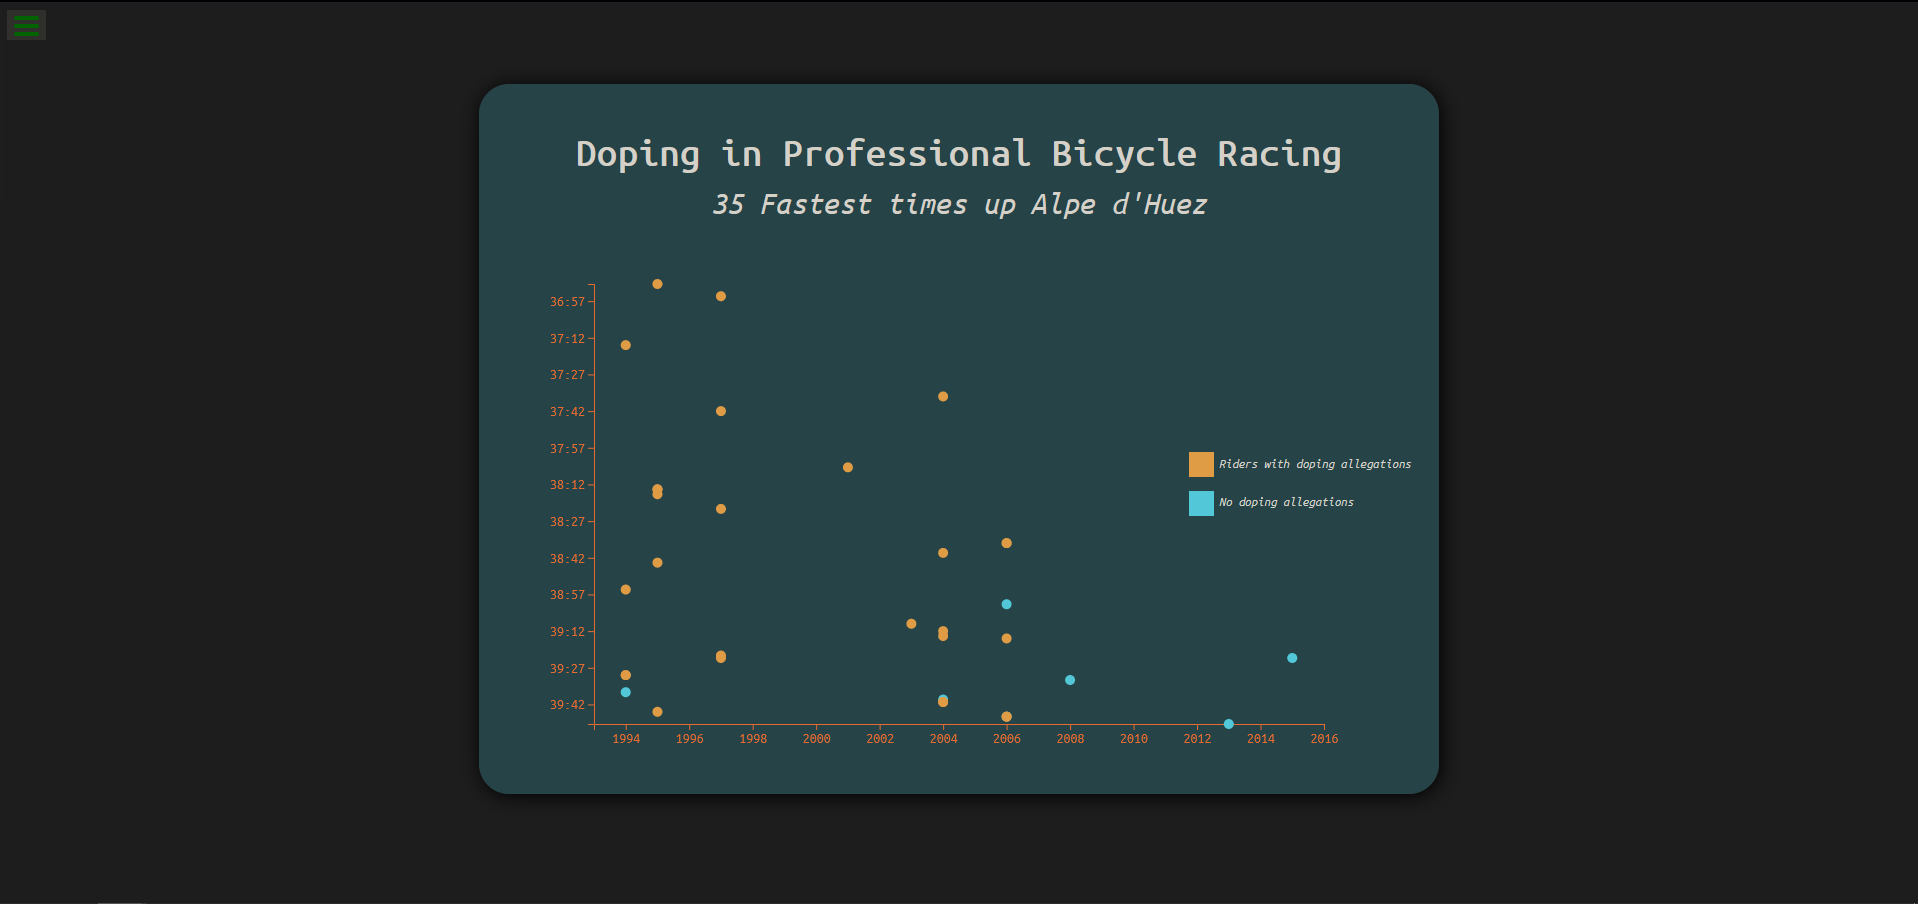 Doping in Professional Bicycle Racing
35 Fastest times up Alpe d'Huez
36:57
37:12
37:27
37:42
37:57
38:12
38:27
38:42
38:57
39:12
39:27
39:42
Riders with doping allegations
No doping allegations
1994 1996 1998 2000 2002 2004 2006 2008 2010 2012 2014 2016